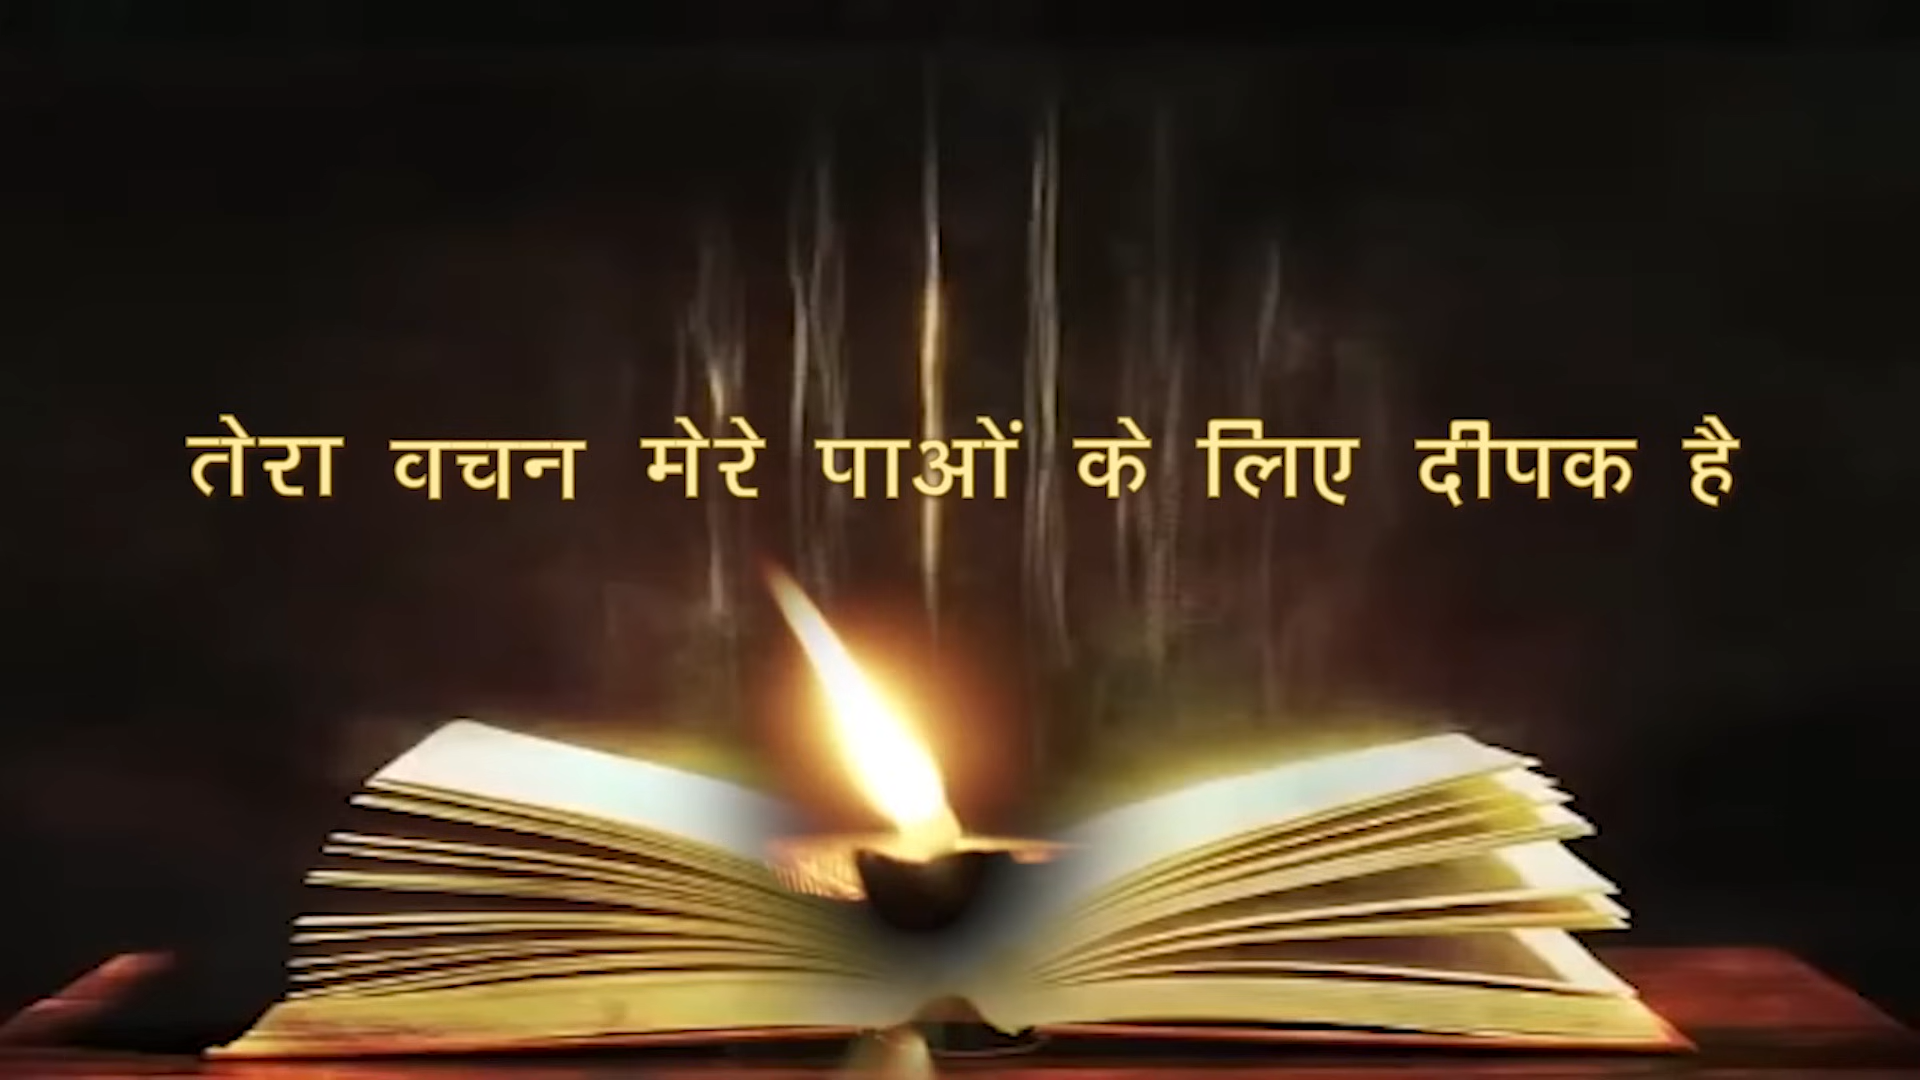 तेरा वचन मेरे पाओं के लिए दीपक है